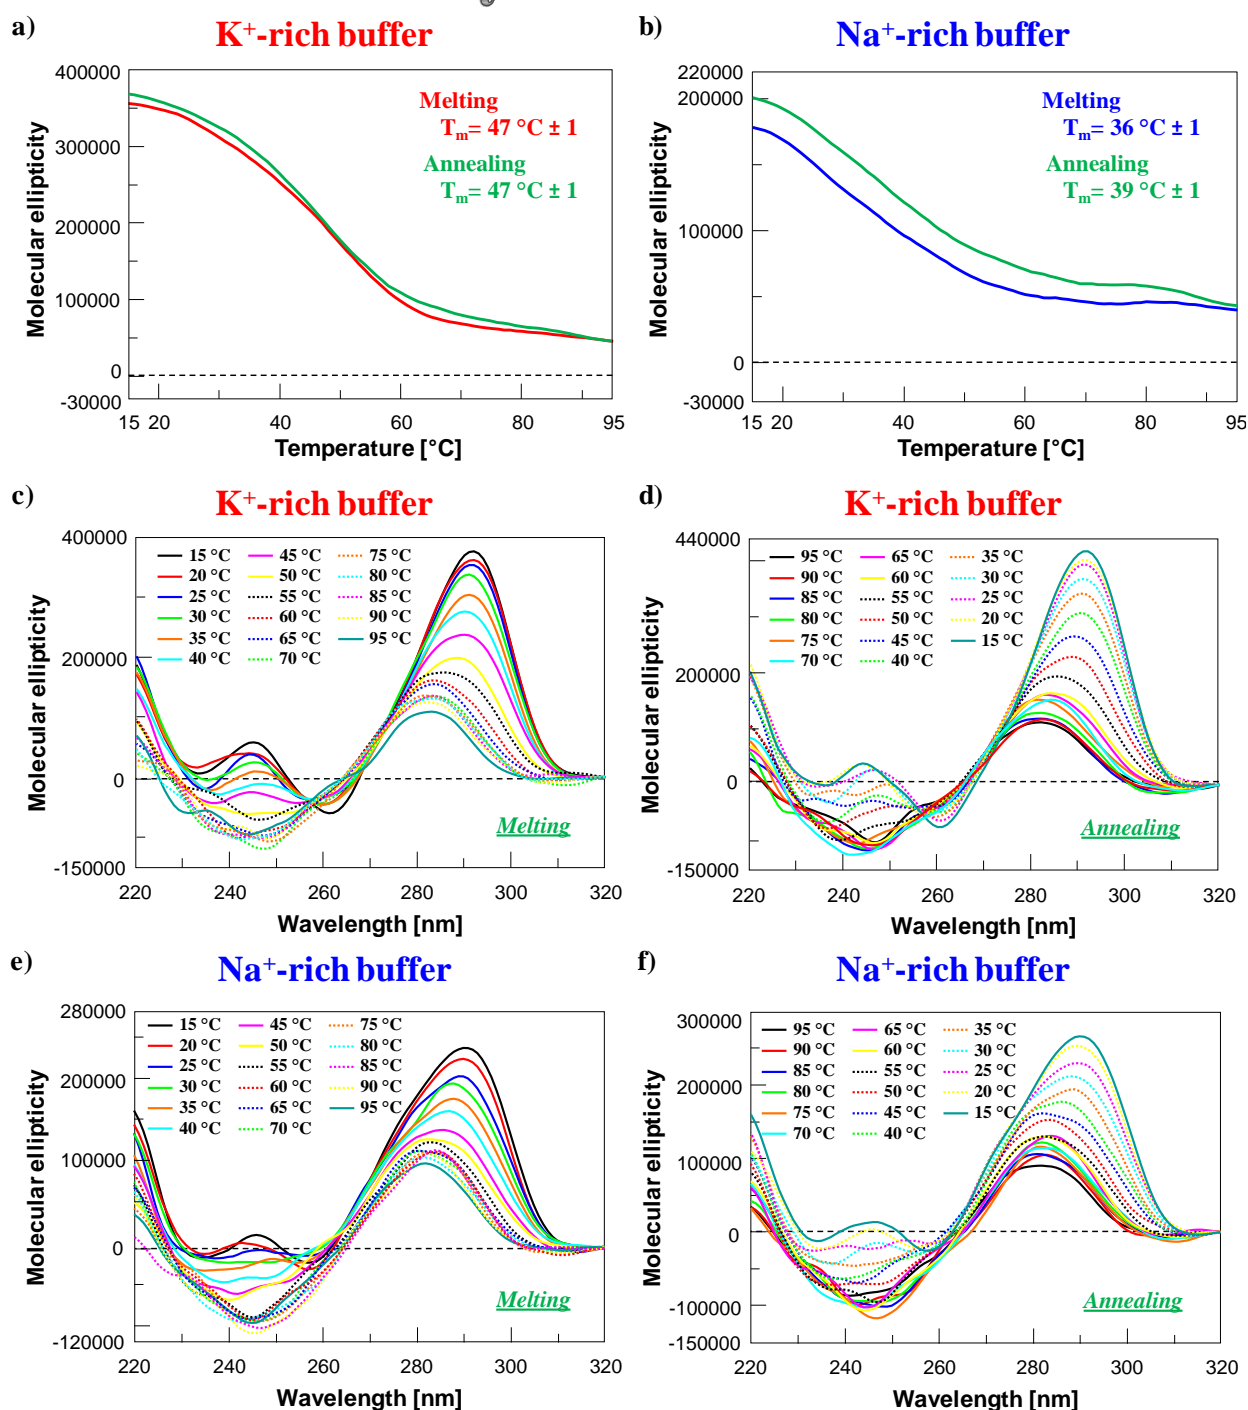 a)
K+-rich buffer
400000
300000
200000
100000
0
-30000
15 20 40 60 80 95
Molecular ellipticity
Temperature [°C]
Melting
Tm= 47 °C ± 1
Annealing
Tm= 47 °C ± 1
b)
Na+-rich buffer
220000
200000
100000
0
-30000
15 20 40 60 80 95
Molecular ellipticity
Temperature [°C]
Melting
Tm= 36 °C ± 1
Annealing
Tm= 39 °C ± 1
c)
K+-rich buffer
400000
200000
0
-150000
220 240 260 280 300 320
Molecular ellipticity
Wavelength [nm]
15 °C 45 °C 75 °C
20 °C 50 °C 80 °C
25 °C 55 °C 85 °C
30 °C 60 °C 90 °C
35 °C 65 °C 95 °C
40 °C 70 °C
Melting
d)
K+-rich buffer
440000
200000
0
-150000
220 240 260 280 300 320
Molecular ellipticity
Wavelength [nm]
95 °C 65 °C 35 °C
90 °C 60 °C 30 °C
85 °C 55 °C 25 °C
80 °C 50 °C 20 °C
75 °C 45 °C 15 °C
70 °C 40 °C
Annealing
e)
Na+-rich buffer
280000
200000
100000
0
-120000
220 240 260 280 300 320
Molecular ellipticity
Wavelength [nm]
15 °C 45 °C 75 °C
20 °C 50 °C 80 °C
25 °C 55 °C 85 °C
30 °C 60 °C 90 °C
35 °C 65 °C 95 °C
40 °C 70 °C
Melting
f)
Na+-rich buffer
300000
200000
100000
0
-100000
-150000
220 240 260 280 300 320
Molecular ellipticity
Wavelength [nm]
95 °C 65 °C 35 °C
90 °C 60 °C 30 °C
85 °C 55 °C 25 °C
80 °C 50 °C 20 °C
75 °C 45 °C 15 °C
70 °C 40 °C
Annealing